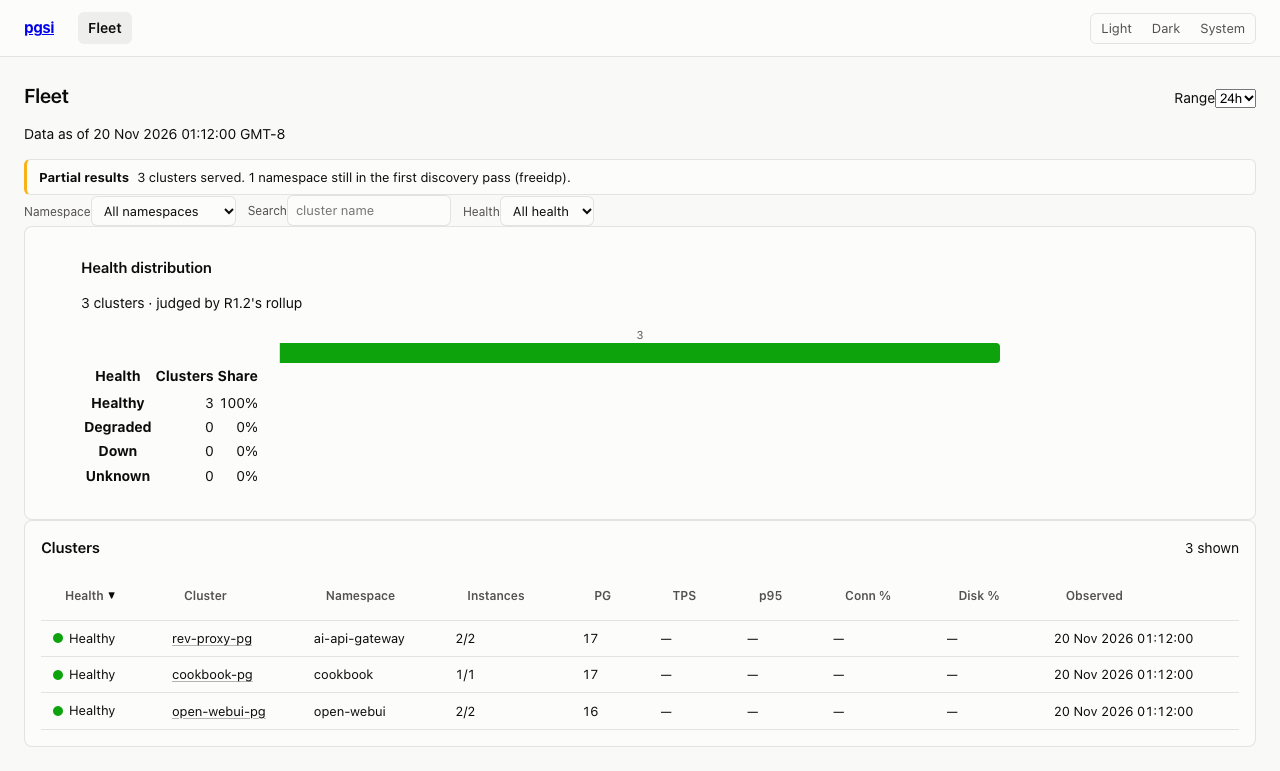 pgsi Fleet Light Dark System
Fleet
Range 24h
Data as of 20 Nov 2026 01:12:00 GMT-8
Partial results 3 clusters served. 1 namespace still in the first discovery pass (freeidp).
Namespace All namespaces Search cluster name Health All health
Health distribution
3 clusters · judged by R1.2's rollup
3
Health Clusters Share
Healthy 3 100%
Degraded 0 0%
Down 0 0%
Unknown 0 0%
Clusters 3 shown
Health ▼ Cluster Namespace Instances PG TPS p95 Conn % Disk % Observed
Healthy rev-proxy-pg ai-api-gateway 2/2 17 — — — — 20 Nov 2026 01:12:00
Healthy cookbook-pg cookbook 1/1 17 — — — — 20 Nov 2026 01:12:00
Healthy open-webui-pg open-webui 2/2 16 — — — — 20 Nov 2026 01:12:00